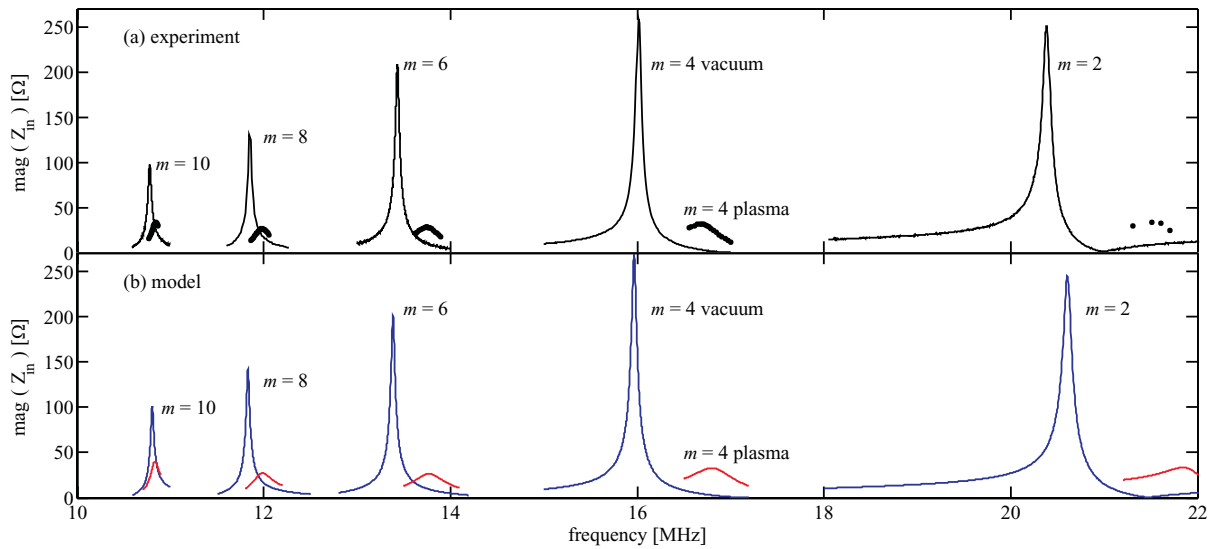 250
200
150
100
50
0
mag ( Z_in ) [Ω]
(a) experiment
m = 10
m = 8
m = 6
m = 4 vacuum
m = 4 plasma
m = 2
250
200
150
100
50
0
mag ( Z_in ) [Ω]
(b) model
m = 10
m = 8
m = 6
m = 4 vacuum
m = 4 plasma
m = 2
10 12 14 16 18 20 22
frequency [MHz]